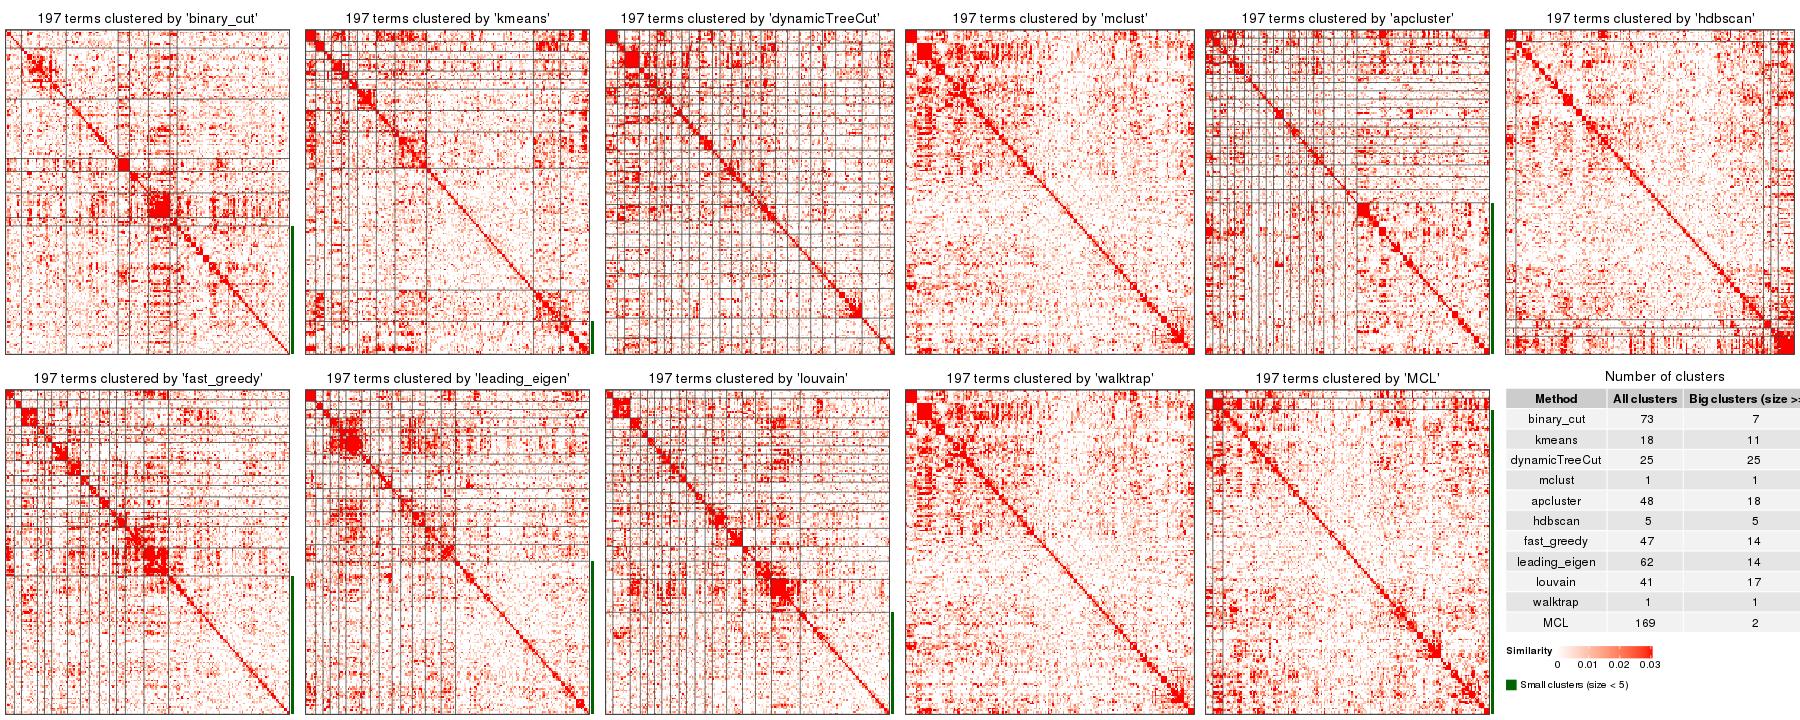 197 terms clustered by 'binary_cut'
197 terms clustered by 'kmeans'
197 terms clustered by 'dynamicTreeCut'
197 terms clustered by 'mclust'
197 terms clustered by 'apcluster'
197 terms clustered by 'hdbscan'
197 terms clustered by 'fast_greedy'
197 terms clustered by 'leading_eigen'
197 terms clustered by 'louvain'
197 terms clustered by 'walktrap'
197 terms clustered by 'MCL'
Number of clusters
Method All clusters Big clusters (size >=
binary_cut 73 7
kmeans 18 11
dynamicTreeCut 25 25
mclust 1 1
apcluster 48 18
hdbscan 5 5
fast_greedy 47 14
leading_eigen 62 14
louvain 41 17
walktrap 1 1
MCL 169 2
Similarity
0 0.01 0.02 0.03
Small clusters (size < 5)